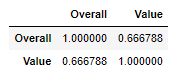 Overall Value
Overall 1.000000 0.666788
Value 0.666788 1.000000